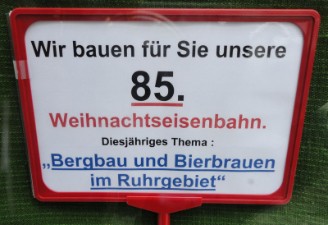 Wir bauen für Sie unsere
85.
Weihnachtseisenbahn.
Diesjähriges Thema :
„Bergbau und Bierbrauen
im Ruhrgebiet“